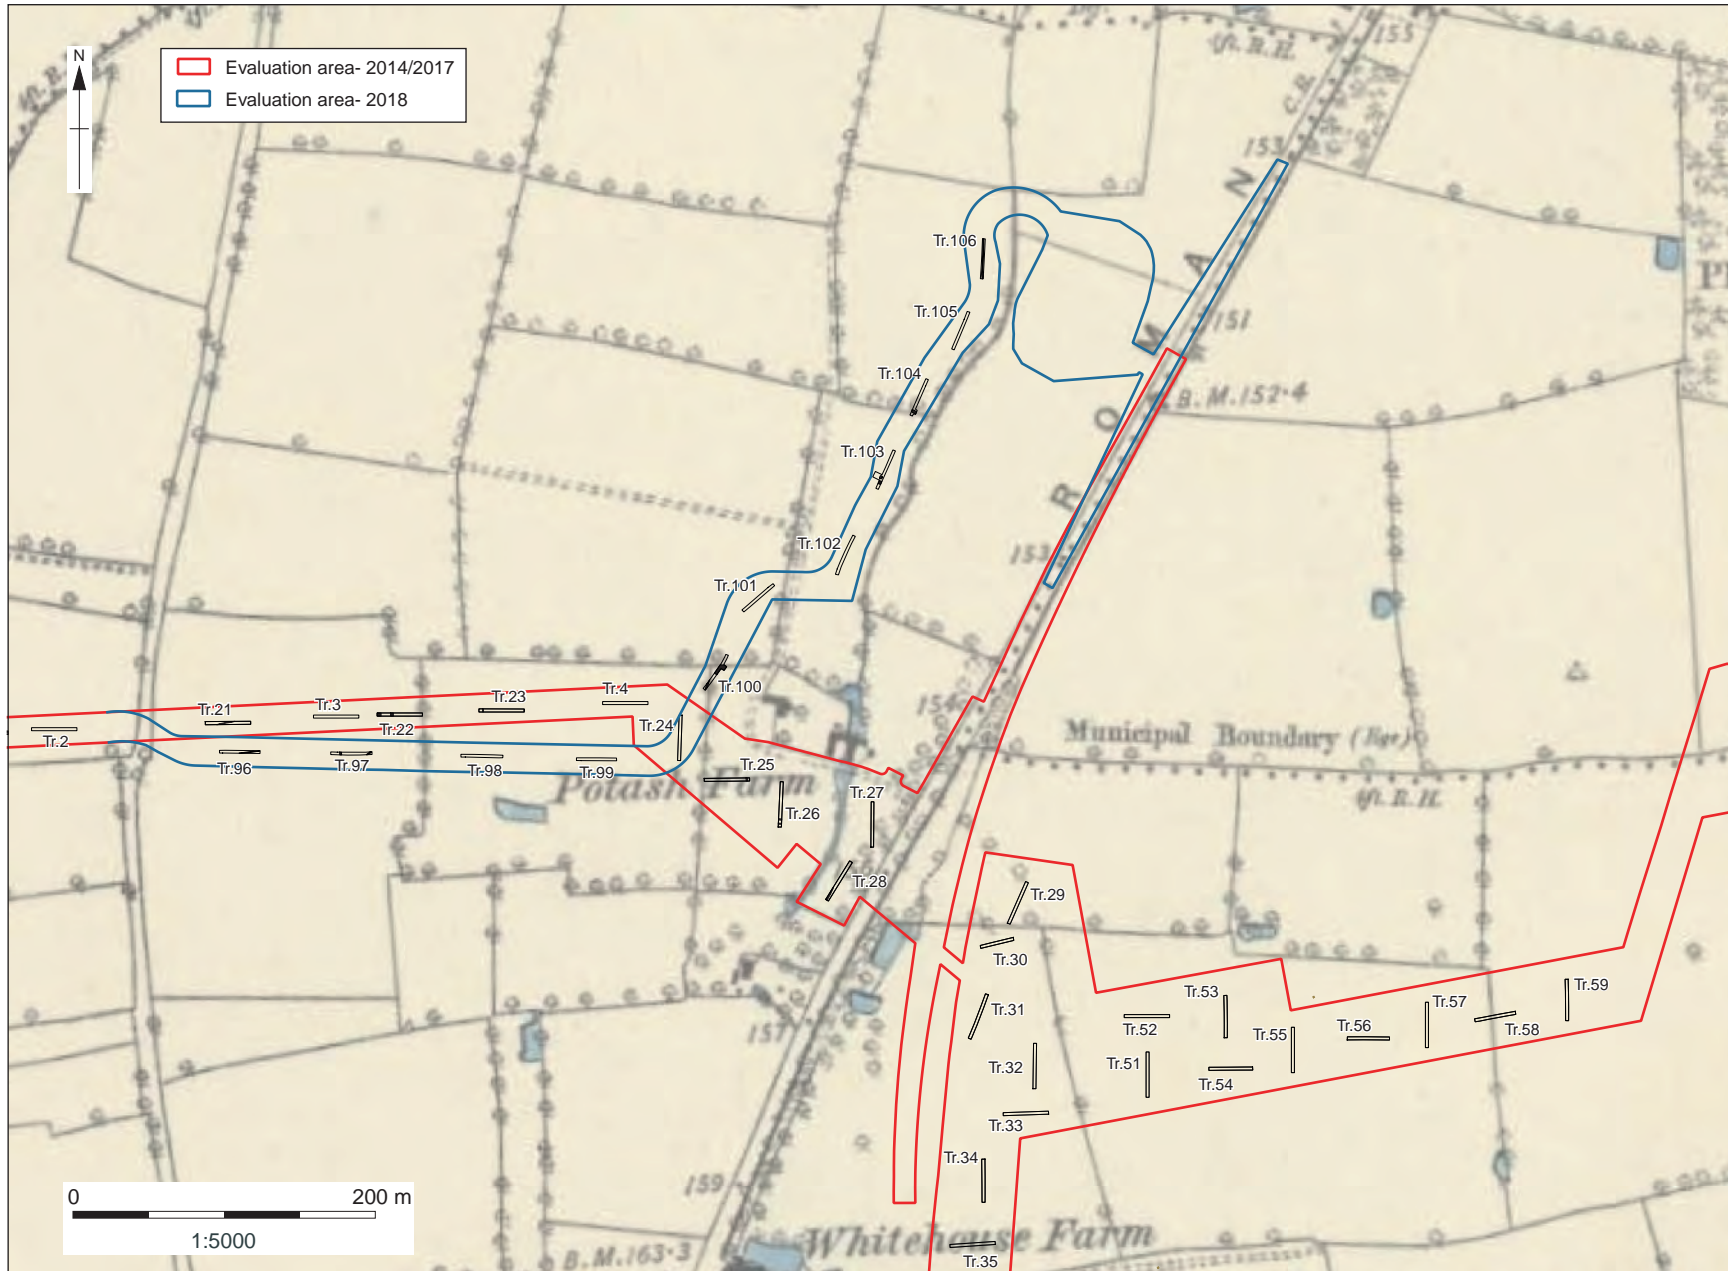 N
Evaluation area- 2014/2017
Evaluation area- 2018
4ft. R.H.
155
C.R.
153
ROMAN
151
B.M.152·4
153
154
Municipal Boundary
4ft. R.H.
Potash Farm
157
159
B.M.163·3
Whitehouse Farm
Tr.106
Tr.105
Tr.104
Tr.103
Tr.102
Tr.101
Tr.100
Tr.2
Tr.21
Tr.3
Tr.22
Tr.23
Tr.4
Tr.24
Tr.96
Tr.97
Tr.98
Tr.99
Tr.25
Tr.26
Tr.27
Tr.28
Tr.29
Tr.30
Tr.31
Tr.32
Tr.33
Tr.34
Tr.35
Tr.51
Tr.52
Tr.53
Tr.54
Tr.55
Tr.56
Tr.57
Tr.58
Tr.59
0 200 m
1:5000